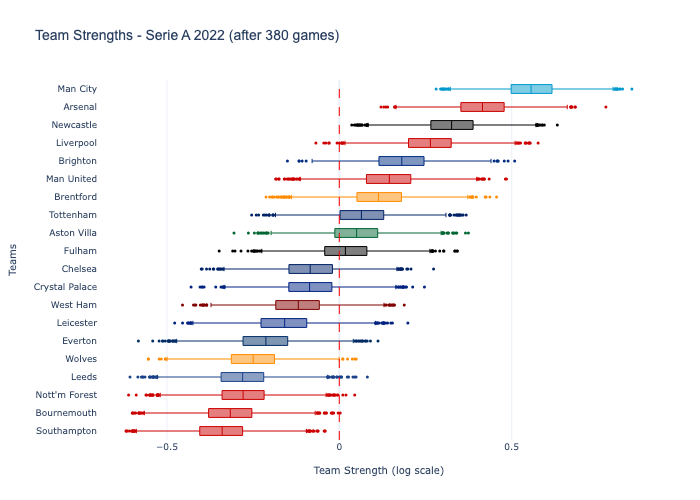 Team Strengths - Serie A 2022 (after 380 games)
Man City
Arsenal
Newcastle
Liverpool
Brighton
Man United
Brentford
Tottenham
Aston Villa
Fulham
Chelsea
Crystal Palace
West Ham
Leicester
Everton
Wolves
Leeds
Nott'm Forest
Bournemouth
Southampton
Teams
−0.5 0 0.5
Team Strength (log scale)